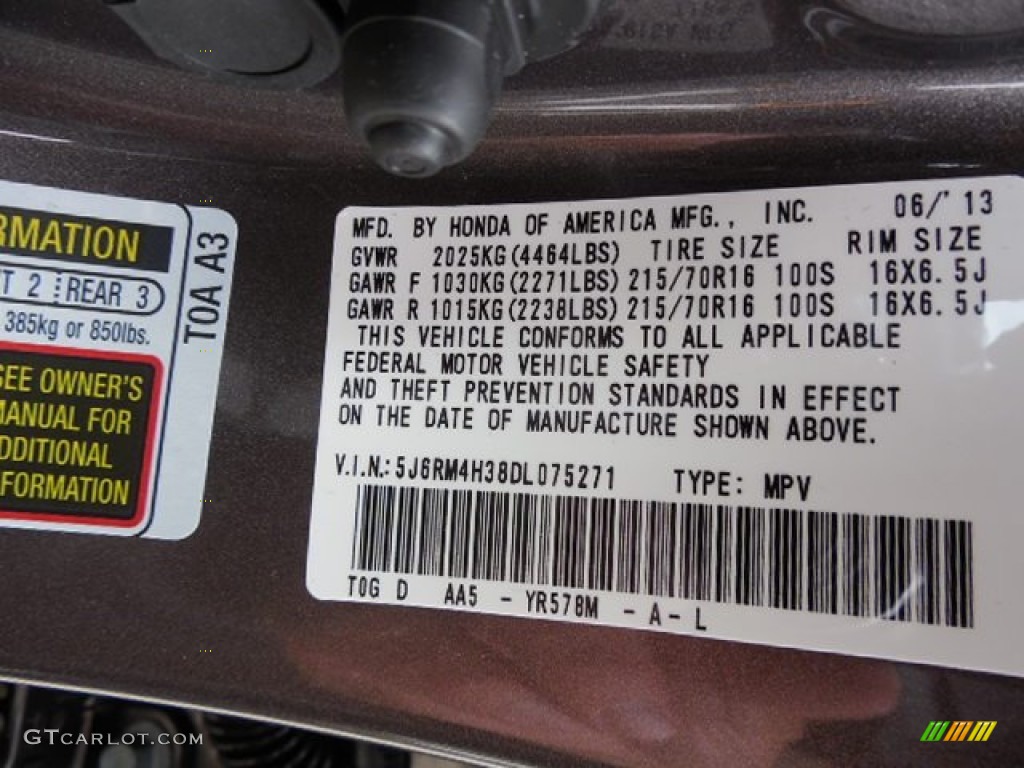 RMATION
T 2 REAR 3
385kg or 850lbs.
SEE OWNER'S
MANUAL FOR
DDITIONAL
FORMATION
T0A A3
MFD. BY HONDA OF AMERICA MFG., INC. 06/'13
GVWR 2025KG(4464LBS) TIRE SIZE RIM SIZE
GAWR F 1030KG(2271LBS) 215/70R16 100S 16X6.5J
GAWR R 1015KG(2238LBS) 215/70R16 100S 16X6.5J
THIS VEHICLE CONFORMS TO ALL APPLICABLE
FEDERAL MOTOR VEHICLE SAFETY
AND THEFT PREVENTION STANDARDS IN EFFECT
ON THE DATE OF MANUFACTURE SHOWN ABOVE.
V.I.N.: 5J6RM4H38DL075271 TYPE: MPV
T0G D AA5 - YR578M - A - L
GTCARLOT.COM